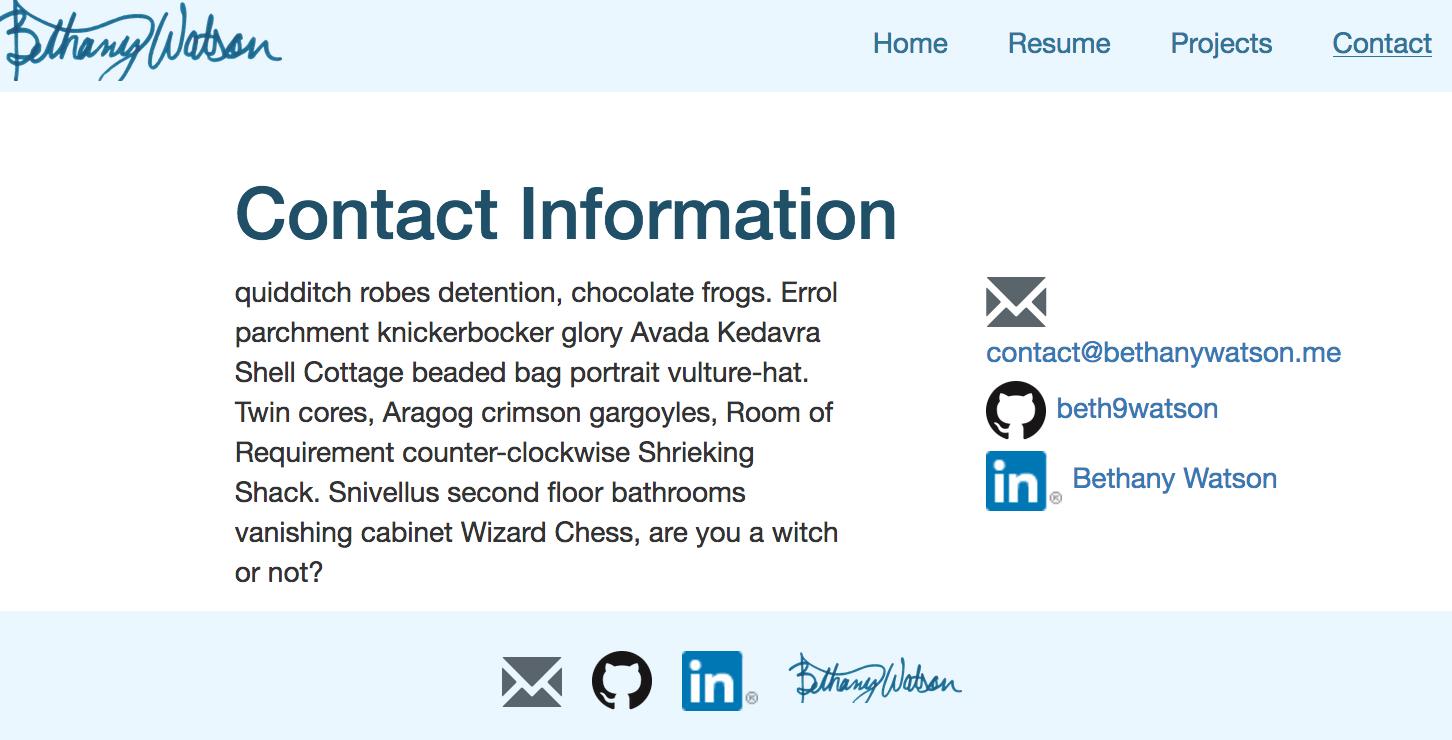 Bethany Watson
Home Resume Projects Contact
Contact Information
quidditch robes detention, chocolate frogs. Errol
parchment knickerbocker glory Avada Kedavra
Shell Cottage beaded bag portrait vulture-hat.
Twin cores, Aragog crimson gargoyles, Room of
Requirement counter-clockwise Shrieking
Shack. Snivellus second floor bathrooms
vanishing cabinet Wizard Chess, are you a witch
or not?
contact@bethanywatson.me
beth9watson
in ® Bethany Watson
in ® Bethany Watson